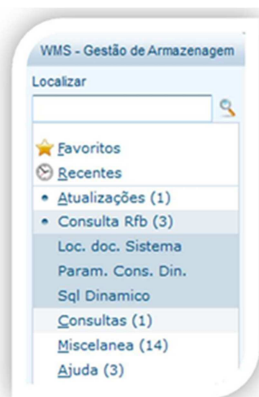 WMS - Gestão de Armazenagem
Localizar
Favoritos
Recentes
• Atualizações (1)
• Consulta Rfb (3)
Loc. doc. Sistema
Param. Cons. Din.
Sql Dinamico
Consultas (1)
Miscelanea (14)
Ajuda (3)